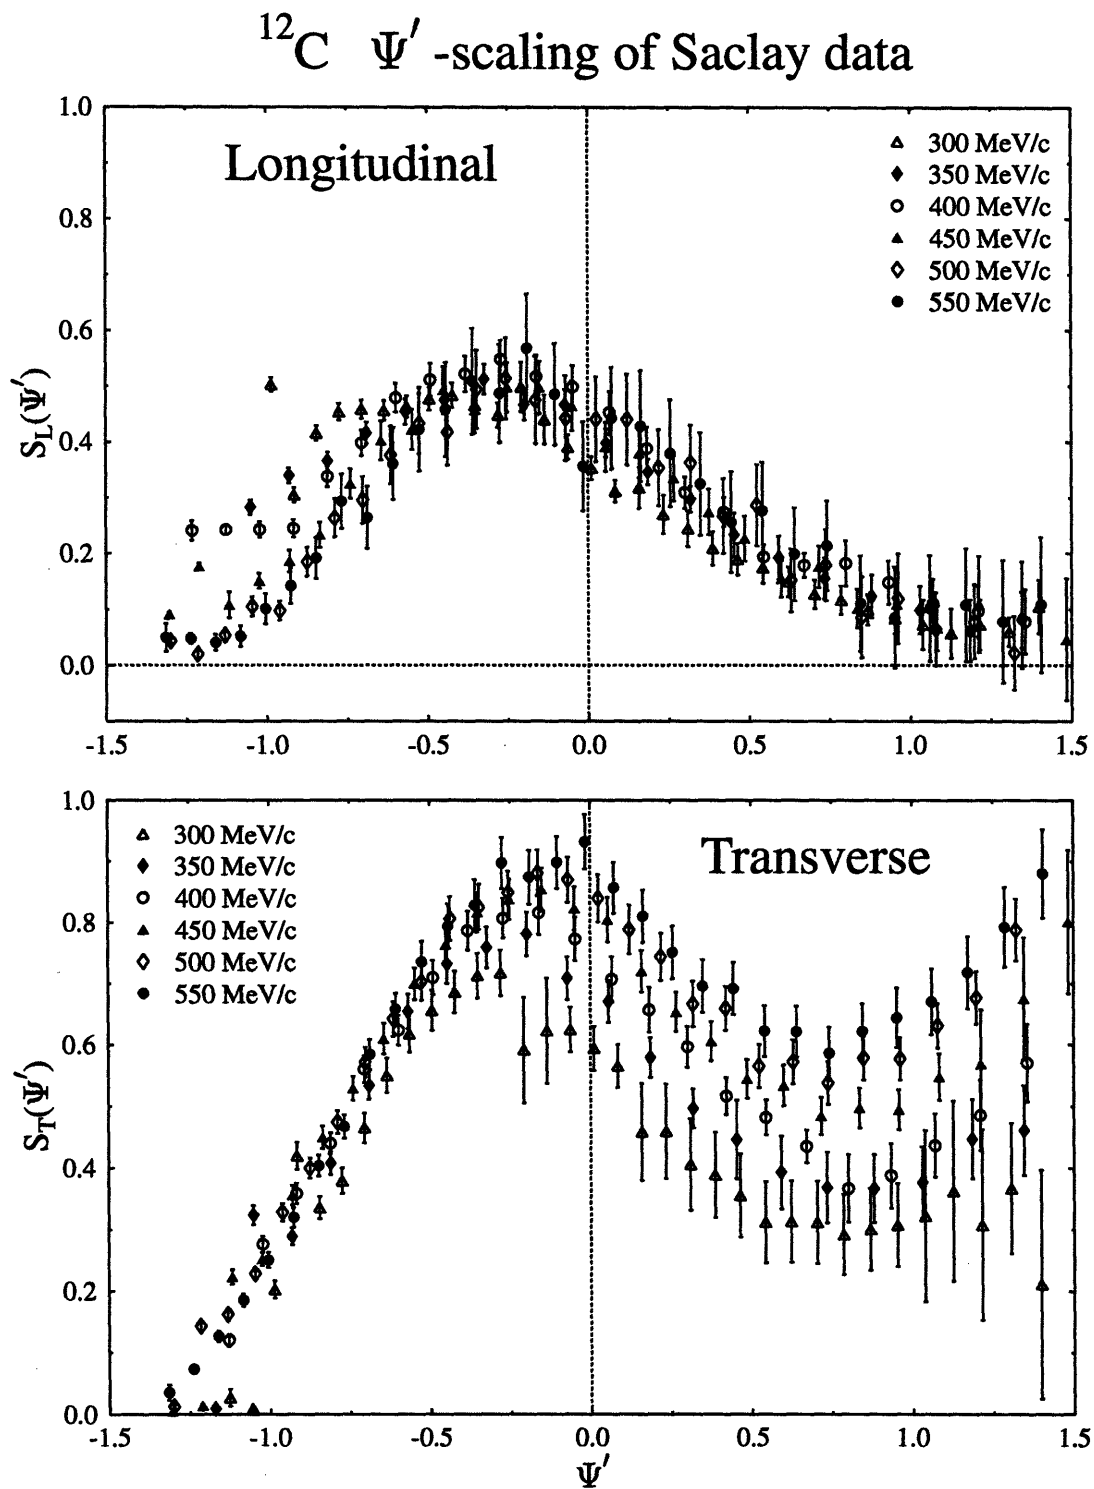 ¹²C Ψ′ -scaling of Saclay data
1.0
0.8
0.6
0.4
0.2
0.0
S_L(Ψ′)
Longitudinal
300 MeV/c
350 MeV/c
400 MeV/c
450 MeV/c
500 MeV/c
550 MeV/c
-1.5 -1.0 -0.5 0.0 0.5 1.0 1.5
1.0
0.8
0.6
0.4
0.2
0.0
S_T(Ψ′)
300 MeV/c
350 MeV/c
400 MeV/c
450 MeV/c
500 MeV/c
550 MeV/c
Transverse
-1.5 -1.0 -0.5 0.0 0.5 1.0 1.5
Ψ′